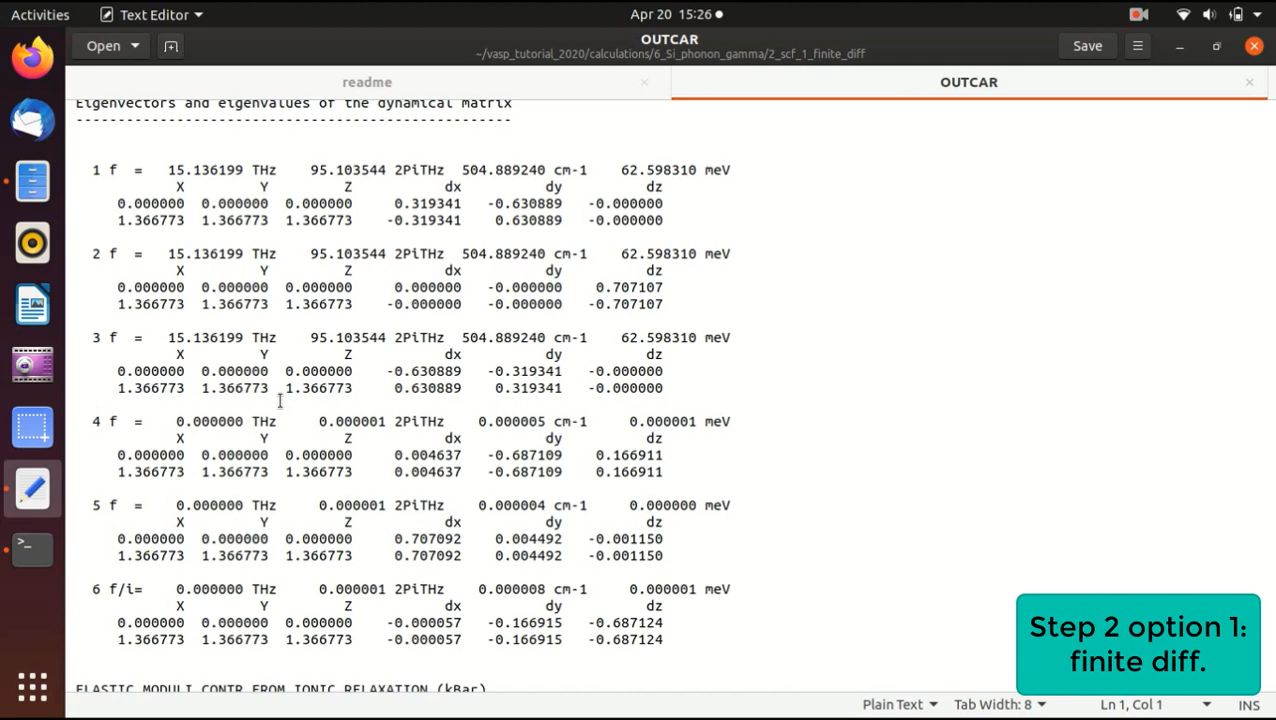 Activities
Text Editor
Apr 20 15:26
Open
OUTCAR
~/vasp_tutorial_2020/calculations/6_Si_phonon_gamma/2_scf_1_finite_diff
Save
readme
OUTCAR
Eigenvectors and eigenvalues of the dynamical matrix
----------------------------------------------------
1 f = 15.136199 THz 95.103544 2PiTHz 504.889240 cm-1 62.598310 meV
X Y Z dx dy dz
0.000000 0.000000 0.000000 0.319341 -0.630889 -0.000000
1.366773 1.366773 1.366773 -0.319341 0.630889 -0.000000
2 f = 15.136199 THz 95.103544 2PiTHz 504.889240 cm-1 62.598310 meV
X Y Z dx dy dz
0.000000 0.000000 0.000000 0.000000 -0.000000 0.707107
1.366773 1.366773 1.366773 -0.000000 -0.000000 -0.707107
3 f = 15.136199 THz 95.103544 2PiTHz 504.889240 cm-1 62.598310 meV
X Y Z dx dy dz
0.000000 0.000000 0.000000 -0.630889 -0.319341 -0.000000
1.366773 1.366773 1.366773 0.630889 0.319341 -0.000000
4 f = 0.000000 THz 0.000001 2PiTHz 0.000005 cm-1 0.000001 meV
X Y Z dx dy dz
0.000000 0.000000 0.000000 0.004637 -0.687109 0.166911
1.366773 1.366773 1.366773 0.004637 -0.687109 0.166911
5 f = 0.000000 THz 0.000001 2PiTHz 0.000004 cm-1 0.000000 meV
X Y Z dx dy dz
0.000000 0.000000 0.000000 0.707092 0.004492 -0.001150
1.366773 1.366773 1.366773 0.707092 0.004492 -0.001150
6 f/i= 0.000000 THz 0.000001 2PiTHz 0.000008 cm-1 0.000001 meV
X Y Z dx dy dz
0.000000 0.000000 0.000000 -0.000057 -0.166915 -0.687124
1.366773 1.366773 1.366773 -0.000057 -0.166915 -0.687124
ELASTIC MODULI CONTR FROM IONIC RELAXATION (kBar)
Step 2 option 1:
finite diff.
Plain Text
Tab Width: 8
Ln 1, Col 1
INS